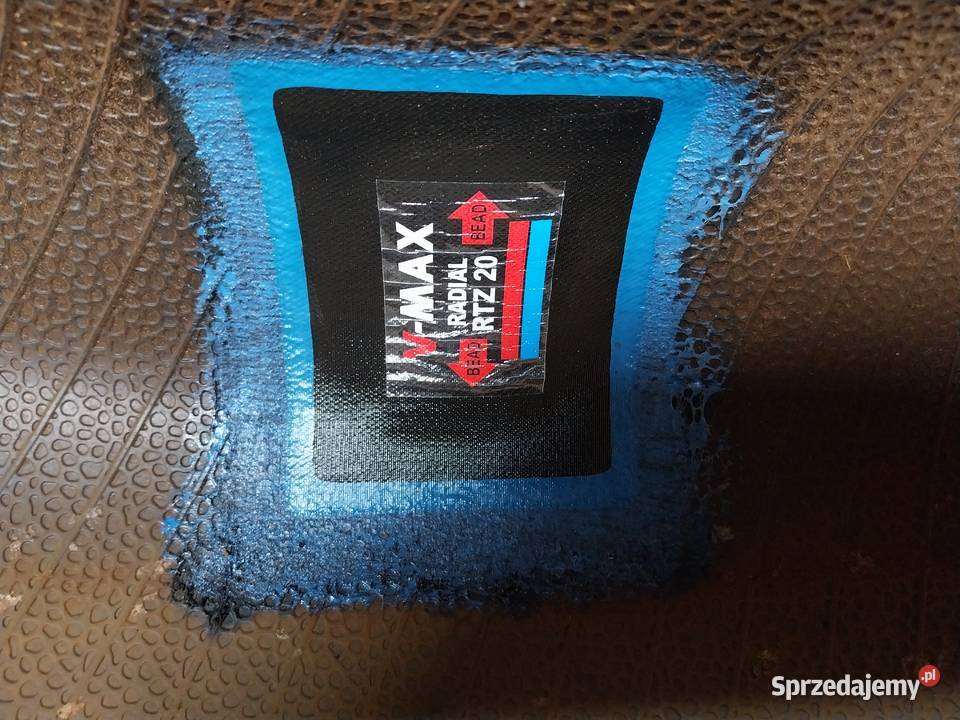 V-MAX
RADIAL
RTZ 20
BEAD
BEAD
Sprzedajemy.pl